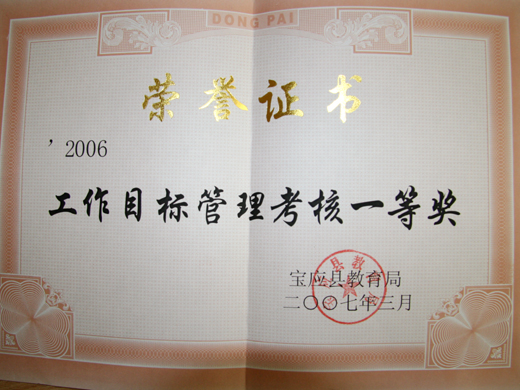 DONG PAI
荣誉证书
’2006
工作目标管理考核一等奖
宝应县教育局
二〇〇七年三月